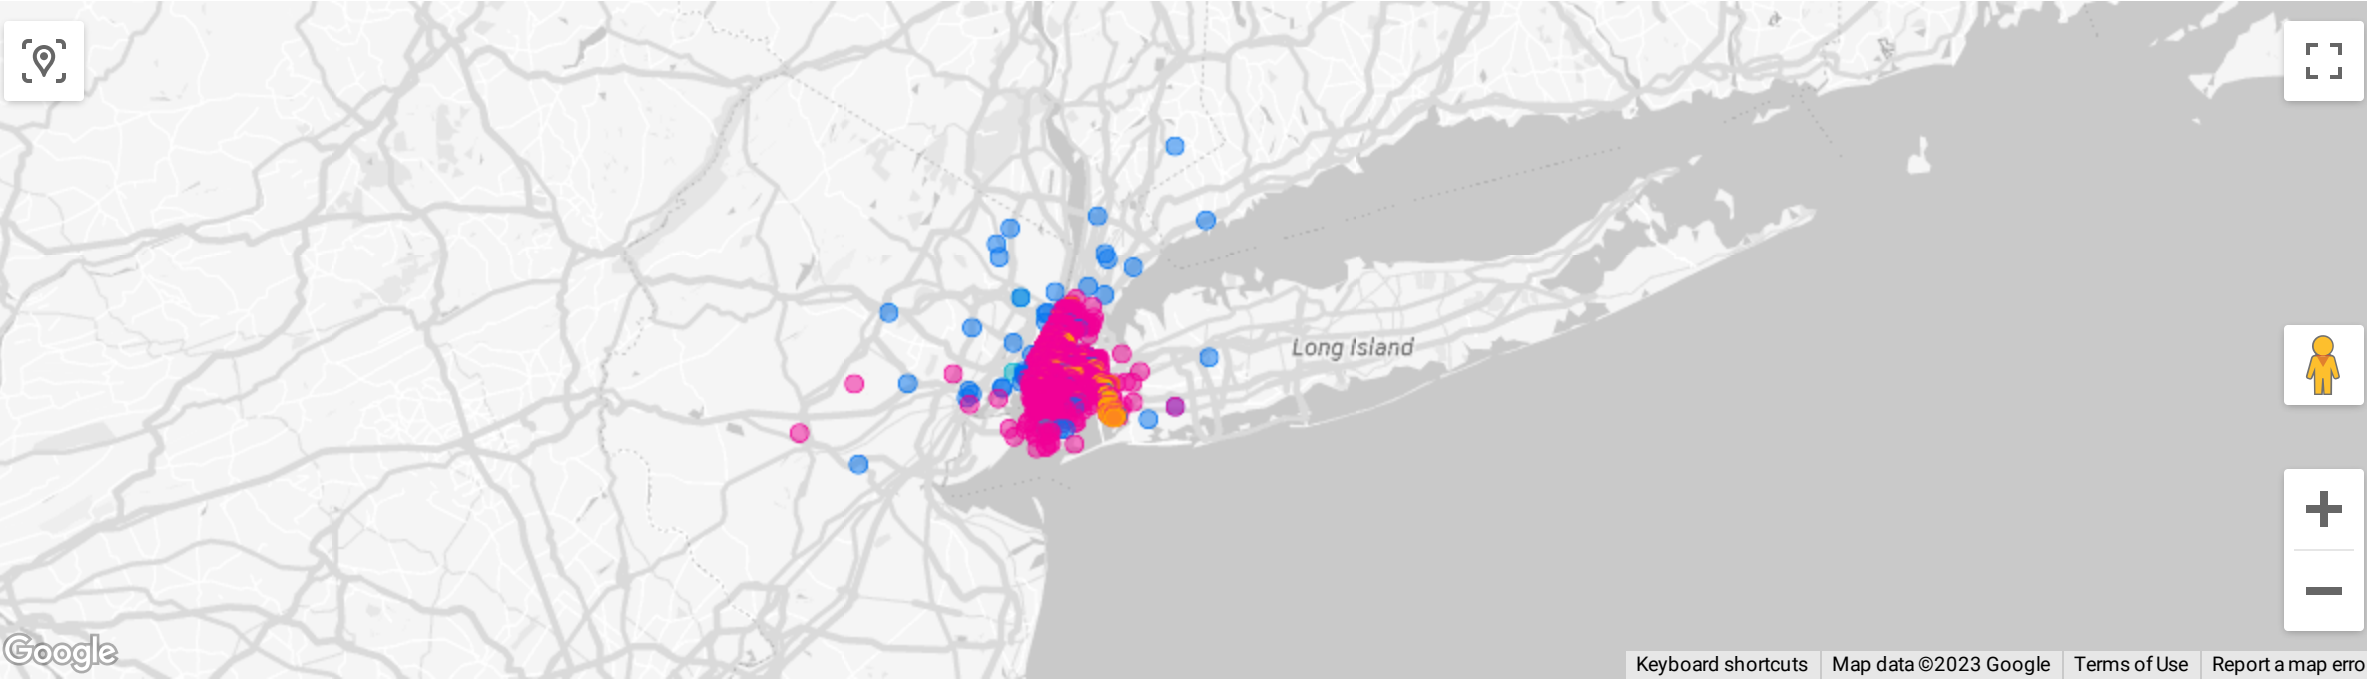 Long Island
Google
Keyboard shortcuts
Map data ©2023 Google
Terms of Use
Report a map erro